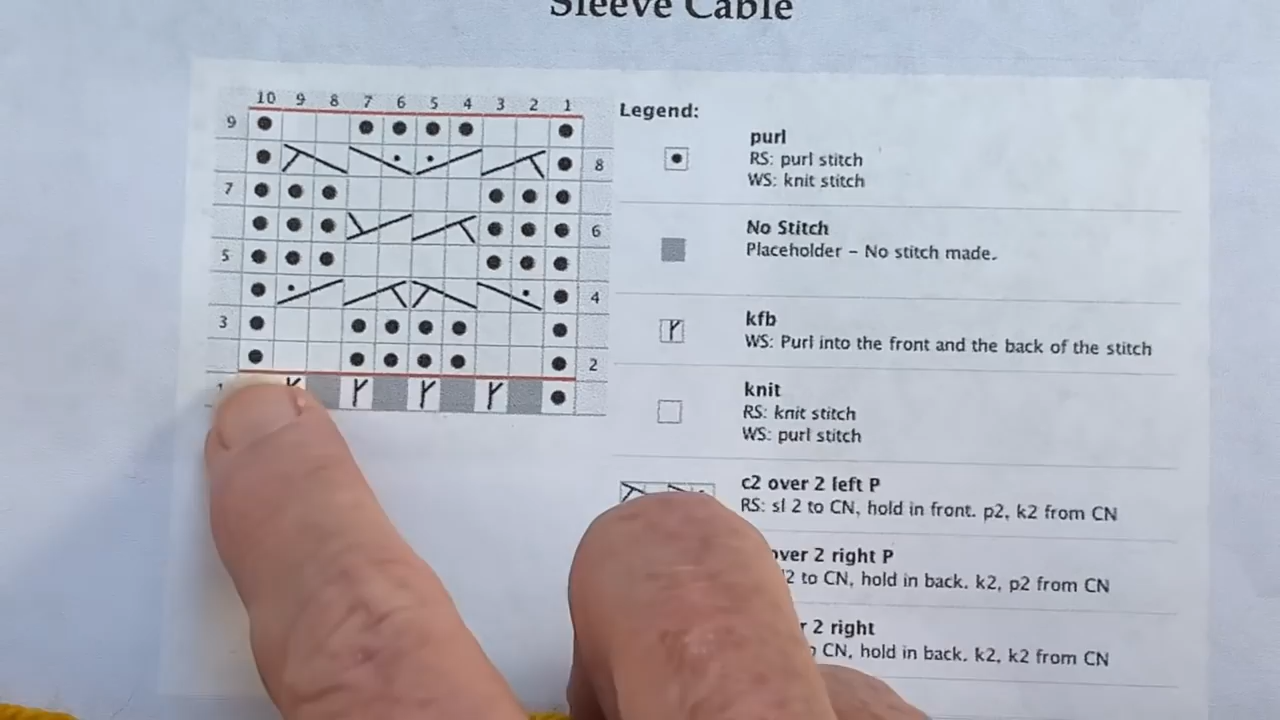 Sleeve Cable
10 9 8 7 6 5 4 3 2 1
9
8
7
6
5
4
3
2
Legend:
purl
RS: purl stitch
WS: knit stitch
No Stitch
Placeholder - No stitch made.
kfb
WS: Purl into the front and the back of the stitch
knit
RS: knit stitch
WS: purl stitch
c2 over 2 left P
RS: sl 2 to CN, hold in front. p2, k2 from CN
over 2 right P
2 to CN, hold in back. k2, p2 from CN
2 right
CN, hold in back. k2, k2 from CN